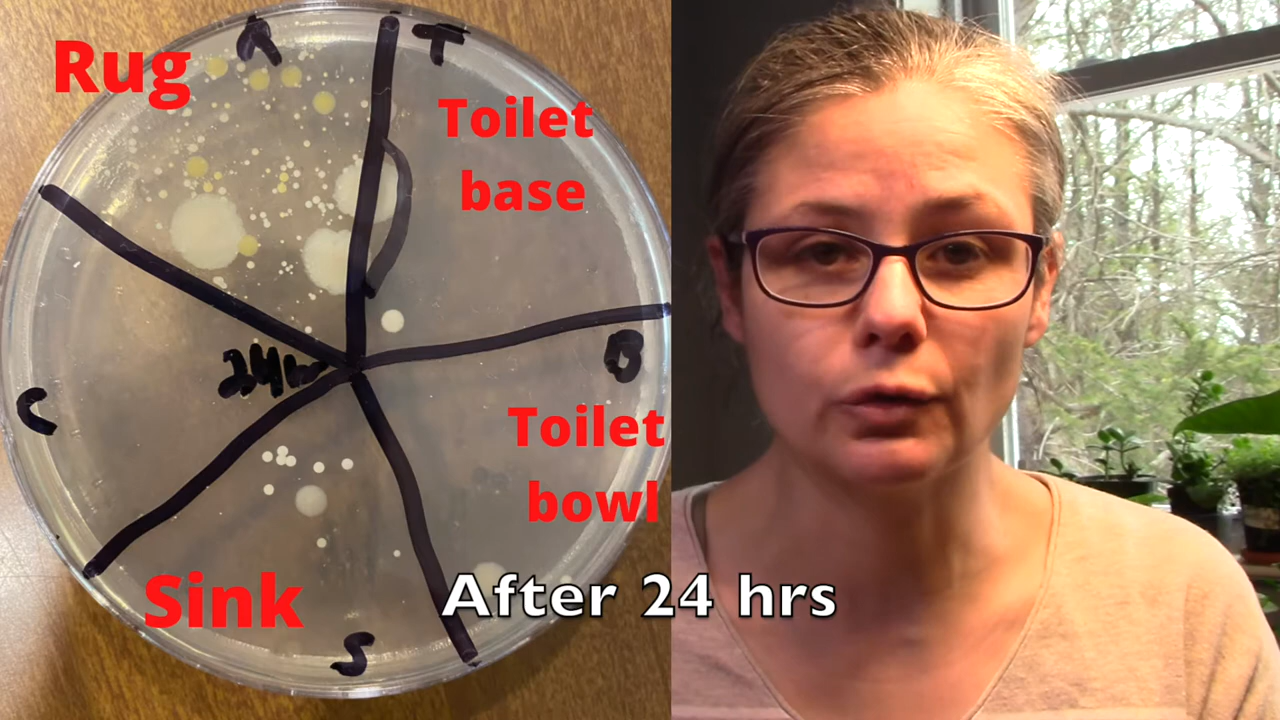 Rug
T
Toilet
base
B
Toilet
bowl
24hr
C
Sink
S
After 24 hrs